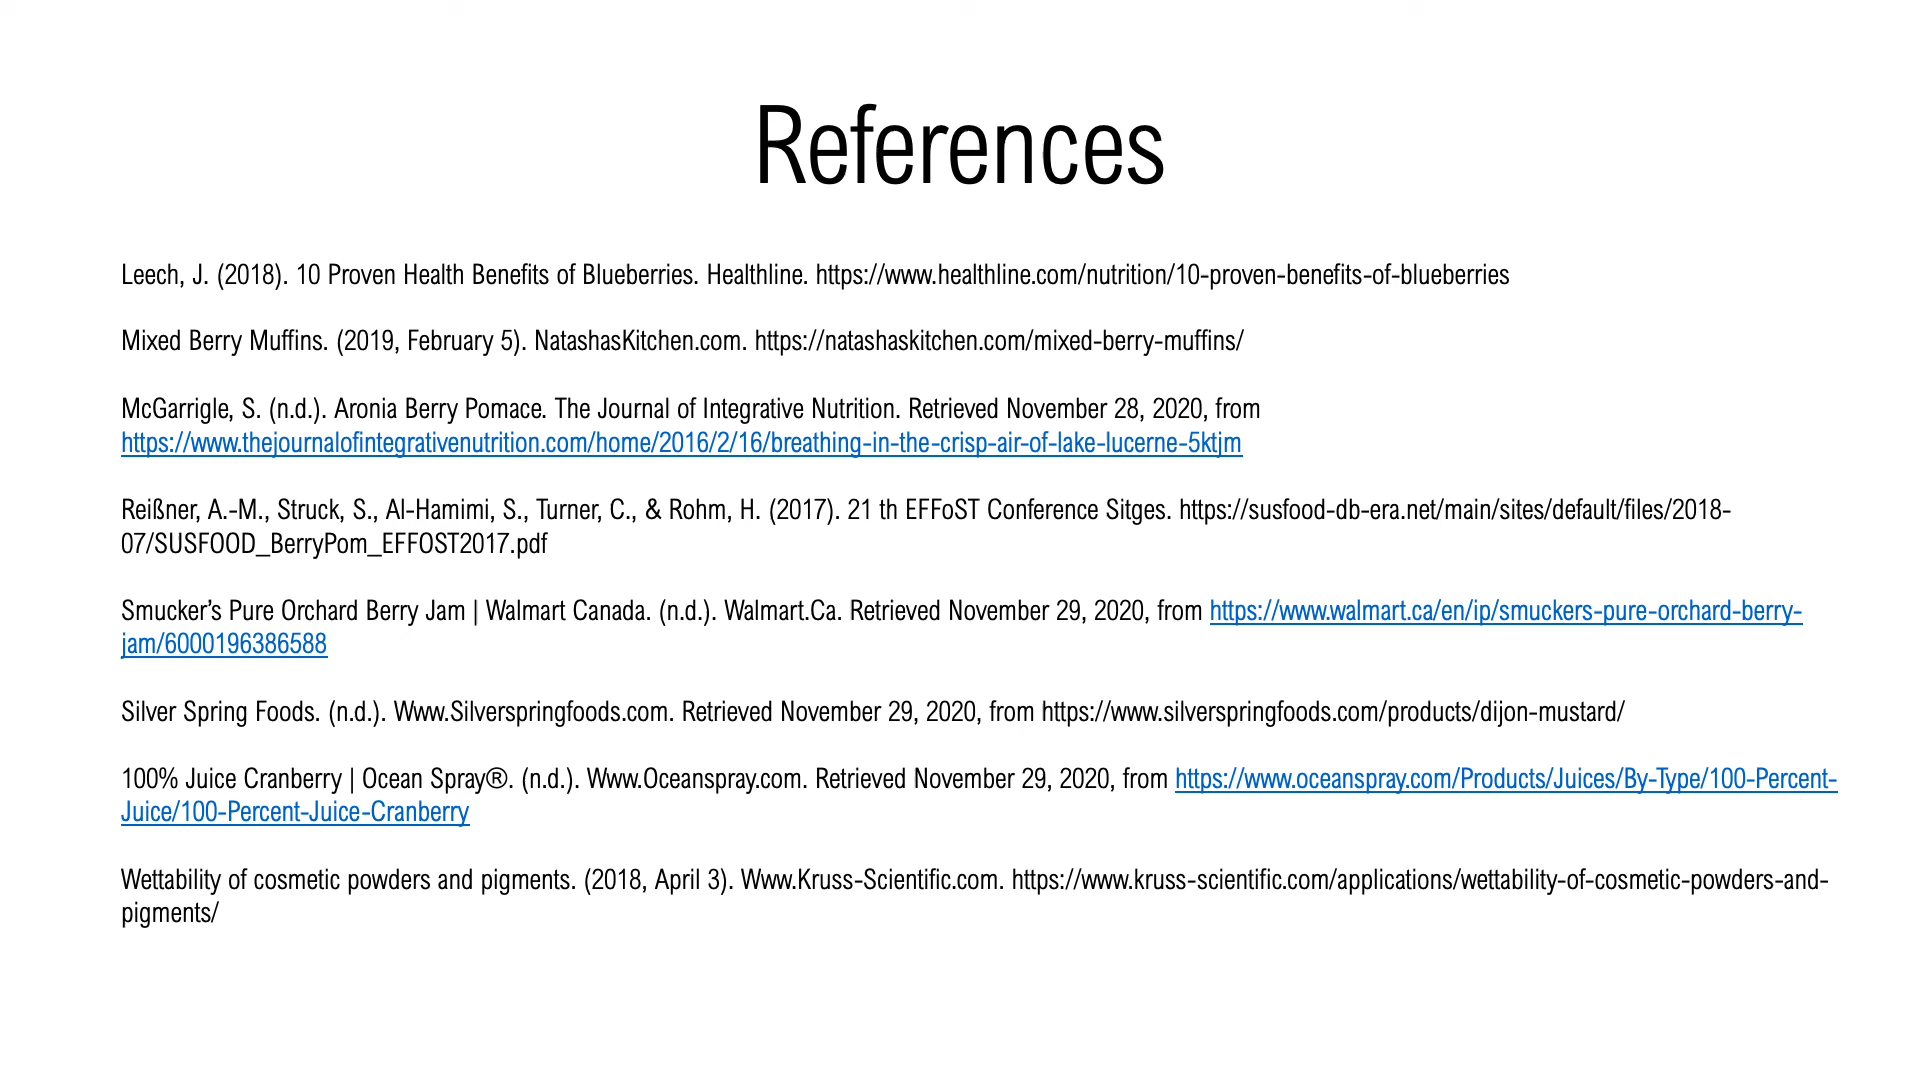 References
Leech, J. (2018). 10 Proven Health Benefits of Blueberries. Healthline. https://www.healthline.com/nutrition/10-proven-benefits-of-blueberries
Mixed Berry Muffins. (2019, February 5). NatashasKitchen.com. https://natashaskitchen.com/mixed-berry-muffins/
McGarrigle, S. (n.d.). Aronia Berry Pomace. The Journal of Integrative Nutrition. Retrieved November 28, 2020, from
https://www.thejournalofintegrativenutrition.com/home/2016/2/16/breathing-in-the-crisp-air-of-lake-lucerne-5ktjm
Reißner, A.-M., Struck, S., Al-Hamimi, S., Turner, C., & Rohm, H. (2017). 21 th EFFoST Conference Sitges. https://susfood-db-era.net/main/sites/default/files/2018-
07/SUSFOOD_BerryPom_EFFOST2017.pdf
Smucker’s Pure Orchard Berry Jam | Walmart Canada. (n.d.). Walmart.Ca. Retrieved November 29, 2020, from https://www.walmart.ca/en/ip/smuckers-pure-orchard-berry-
jam/6000196386588
Silver Spring Foods. (n.d.). Www.Silverspringfoods.com. Retrieved November 29, 2020, from https://www.silverspringfoods.com/products/dijon-mustard/
100% Juice Cranberry | Ocean Spray®. (n.d.). Www.Oceanspray.com. Retrieved November 29, 2020, from https://www.oceanspray.com/Products/Juices/By-Type/100-Percent-
Juice/100-Percent-Juice-Cranberry
Wettability of cosmetic powders and pigments. (2018, April 3). Www.Kruss-Scientific.com. https://www.kruss-scientific.com/applications/wettability-of-cosmetic-powders-and-
pigments/